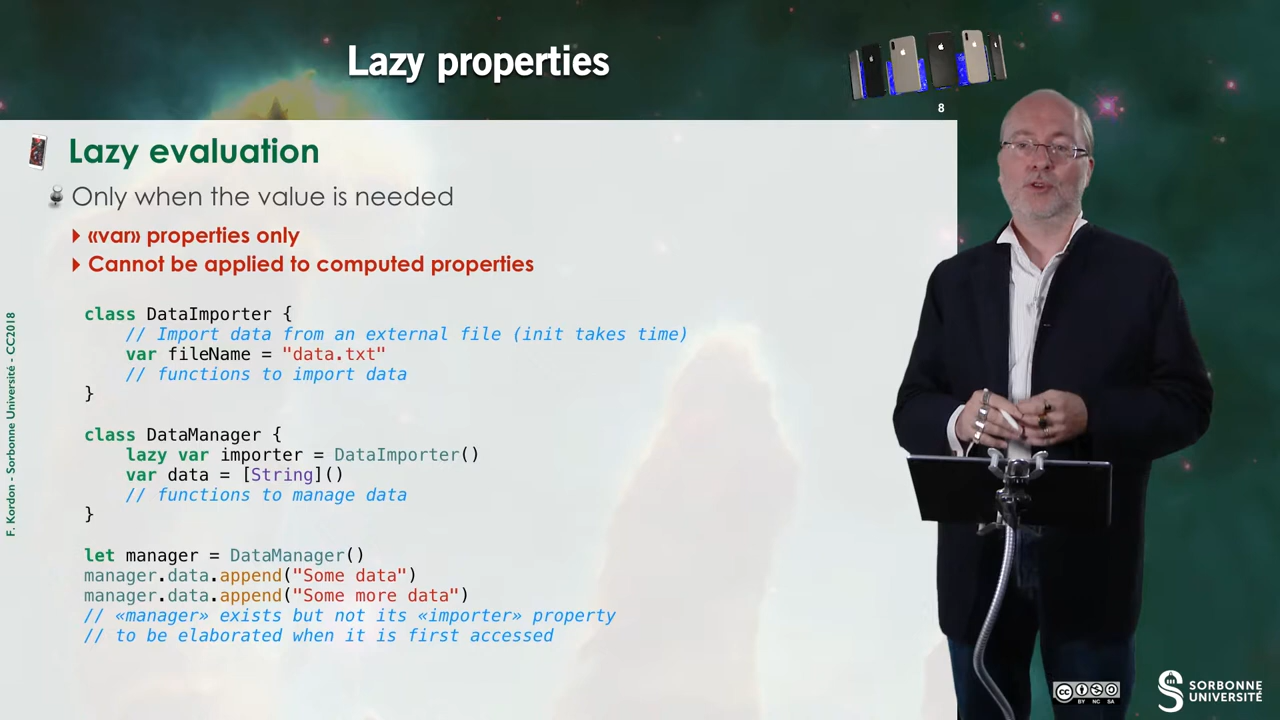 Lazy properties
8
Lazy evaluation
Only when the value is needed
«var» properties only
Cannot be applied to computed properties
class DataImporter {
    // Import data from an external file (init takes time)
    var fileName = "data.txt"
    // functions to import data
}
class DataManager {
    lazy var importer = DataImporter()
    var data = [String]()
    // functions to manage data
}
let manager = DataManager()
manager.data.append("Some data")
manager.data.append("Some more data")
// «manager» exists but not its «importer» property
// to be elaborated when it is first accessed
F. Kordon - Sorbonne Université - CC2018
cc
BY NC SA
SORBONNE
UNIVERSITÉ